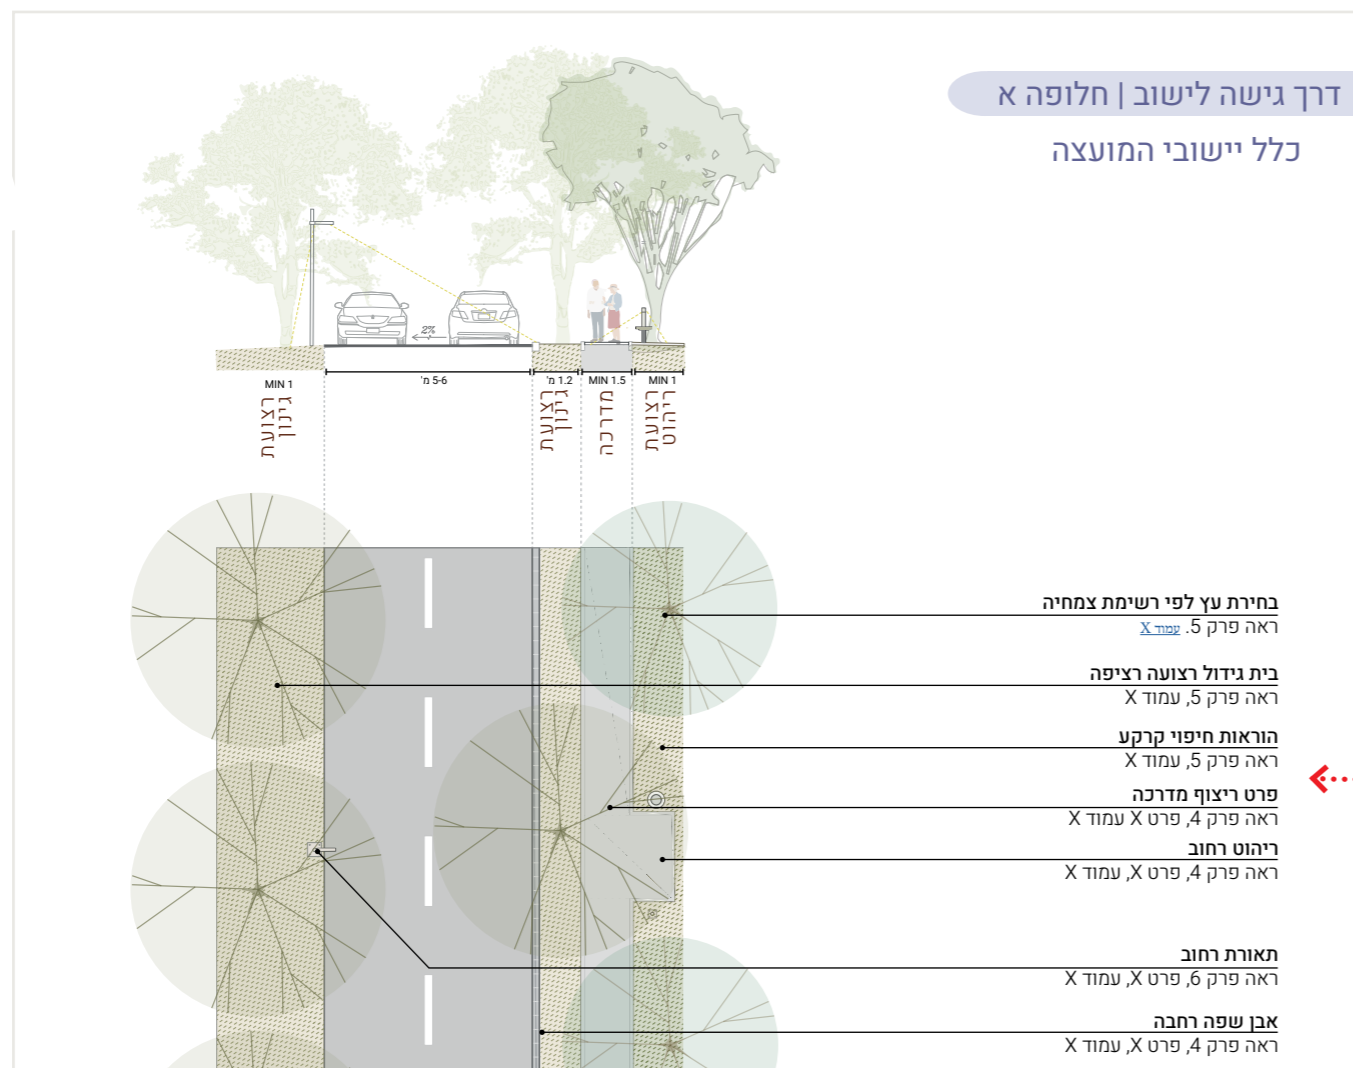 דרך גישה לישוב | חלופה א
כלל יישובי המועצה
2%
MIN 1
5-6 מ'
1.2 מ'
MIN 1.5
MIN 1
רצועת
גינון
רצועת
גינון
מדרכה
רצועת
ריהוט
בחירת עץ לפי רשימת צמחיה
ראה פרק 5. עמוד X
בית גידול רצועה רציפה
ראה פרק 5, עמוד X
הוראות חיפוי קרקע
ראה פרק 5, עמוד X
פרט ריצוף מדרכה
ראה פרק 4, פרט X עמוד X
ריהוט רחוב
ראה פרק 4, פרט X, עמוד X
תאורת רחוב
ראה פרק 6, פרט X, עמוד X
אבן שפה רחבה
ראה פרק 4, פרט X, עמוד X